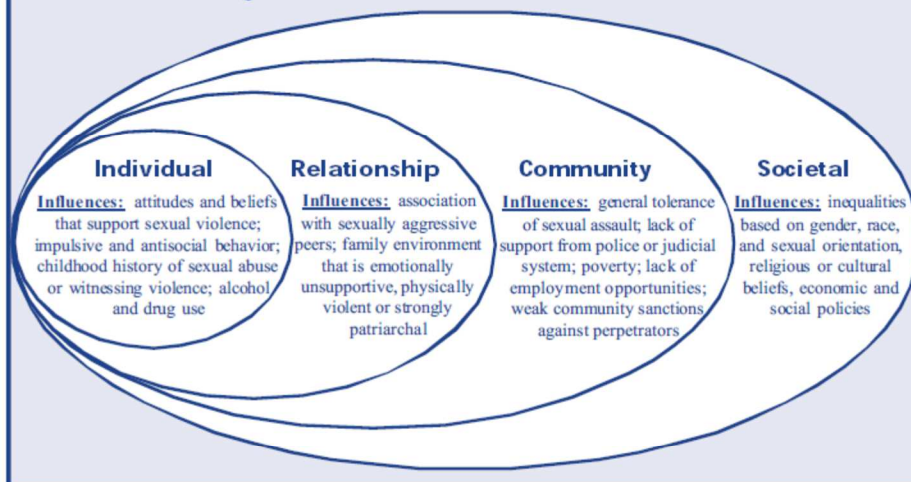 Individual
Influences: attitudes and beliefs
that support sexual violence;
impulsive and antisocial behavior;
childhood history of sexual abuse
or witnessing violence; alcohol
and drug use
Relationship
Influences: association
with sexually aggressive
peers; family environment
that is emotionally
unsupportive, physically
violent or strongly
patriarchal
Community
Influences: general tolerance
of sexual assault; lack of
support from police or judicial
system; poverty; lack of
employment opportunities;
weak community sanctions
against perpetrators
Societal
Influences: inequalities
based on gender, race,
and sexual orientation,
religious or cultural
beliefs, economic and
social policies